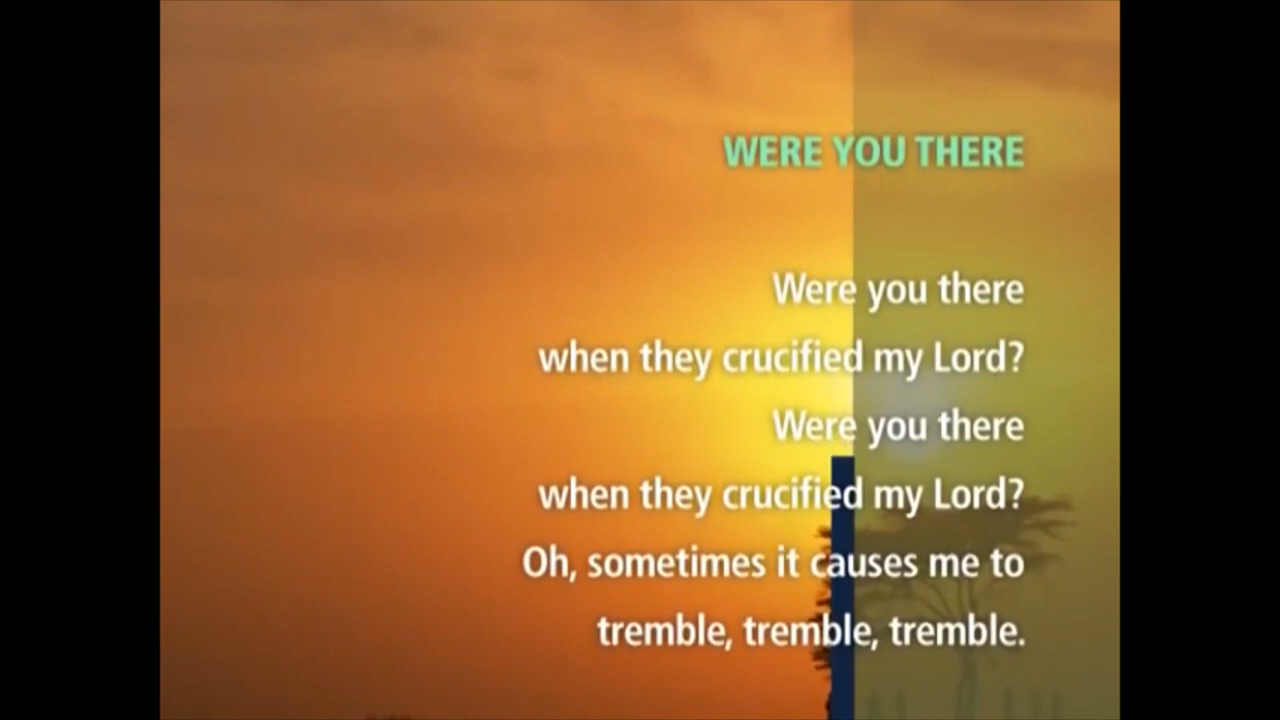 WERE YOU THERE
Were you there
when they crucified my Lord?
Were you there
when they crucified my Lord?
Oh, sometimes it causes me to
tremble, tremble, tremble.